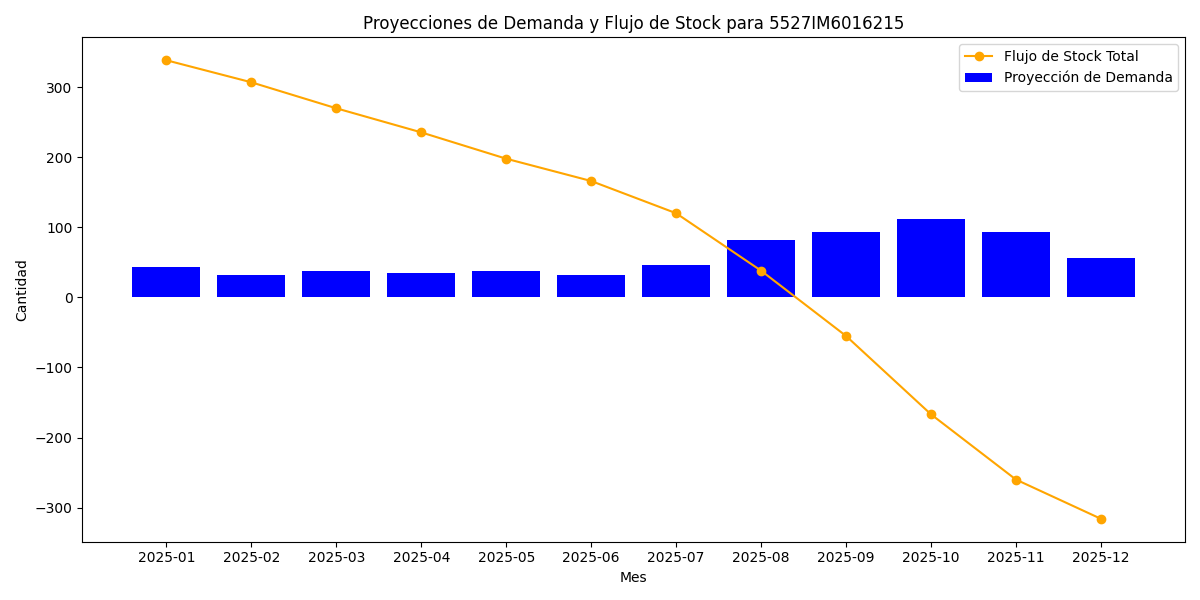 Proyecciones de Demanda y Flujo de Stock para 5527IM6016215
Flujo de Stock Total
Proyección de Demanda
Cantidad
300
200
100
0
−100
−200
−300
2025-01 2025-02 2025-03 2025-04 2025-05 2025-06 2025-07 2025-08 2025-09 2025-10 2025-11 2025-12
Mes